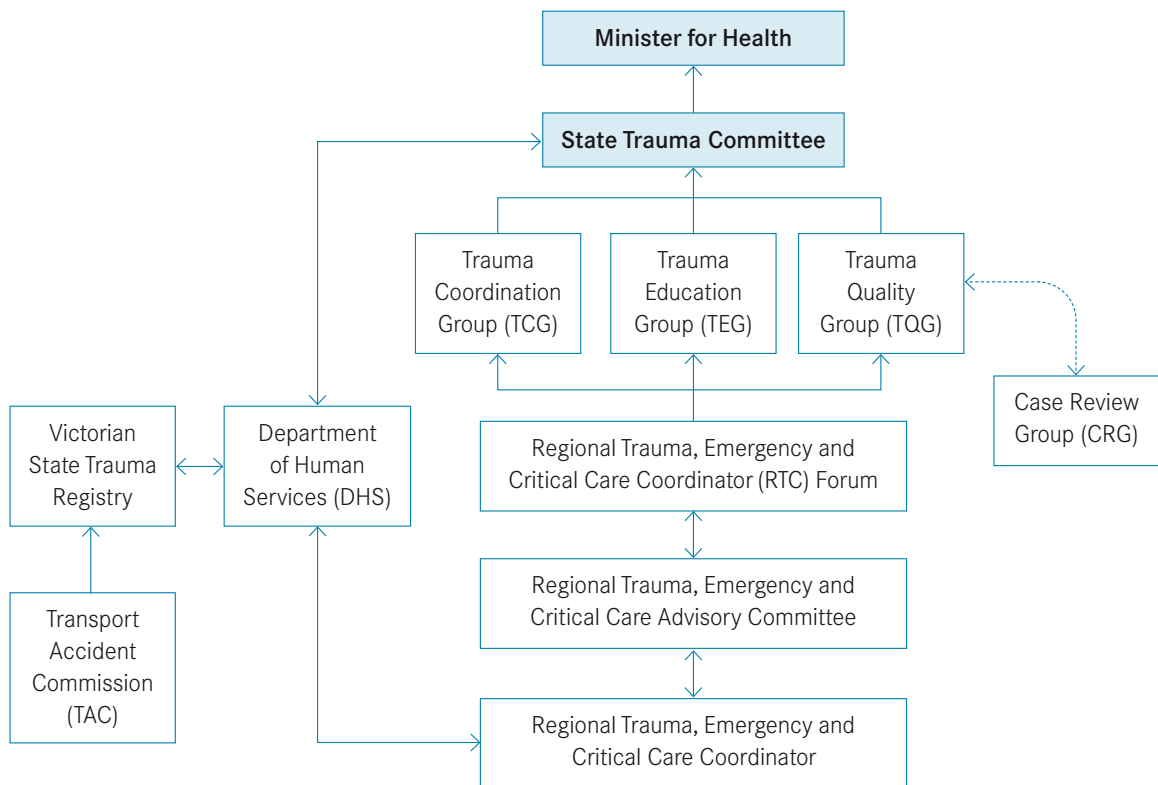 Minister for Health
State Trauma Committee
Trauma
Coordination
Group (TCG)
Trauma
Education
Group (TEG)
Trauma
Quality
Group (TQG)
Case Review
Group (CRG)
Victorian
State Trauma
Registry
Department
of Human
Services (DHS)
Regional Trauma, Emergency and
Critical Care Coordinator (RTC) Forum
Regional Trauma, Emergency and
Critical Care Advisory Committee
Transport
Accident
Commission
(TAC)
Regional Trauma, Emergency and
Critical Care Coordinator